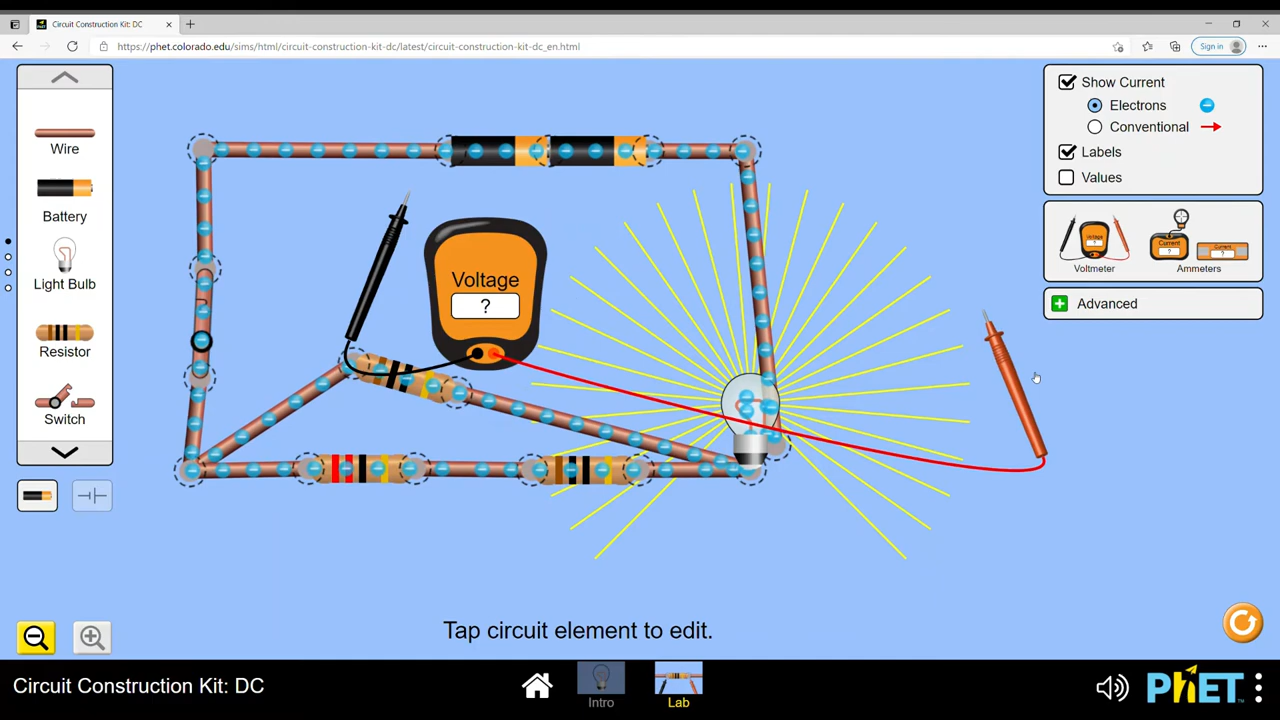 Circuit Construction Kit: DC
https://phet.colorado.edu/sims/html/circuit-construction-kit-dc/latest/circuit-construction-kit-dc_en.html
Sign in
Wire
Battery
Light Bulb
Resistor
Switch
Voltage
?
Show Current
Electrons
Conventional
Labels
Values
Voltage
?
Current
?
Current
?
Voltmeter
Ammeters
Advanced
Tap circuit element to edit.
Circuit Construction Kit: DC
Intro
Lab
PhET